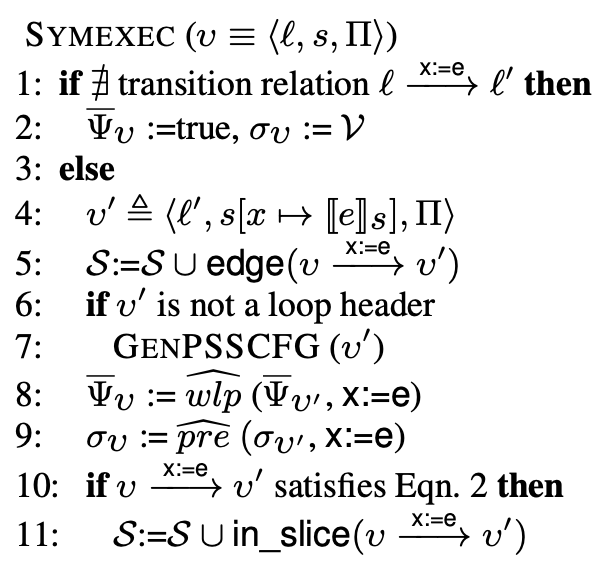 SYMEXEC (υ ≡ ⟨ℓ, s, Π⟩)
1: if ∄ transition relation ℓ —x:=e→ ℓ′ then
2: Ψ̅υ :=true, συ := 𝒱
3: else
4: υ′ ≜ ⟨ℓ′, s[x ↦ ⟦e⟧s], Π⟩
5: 𝒮:=𝒮 ∪ edge(υ —x:=e→ υ′)
6: if υ′ is not a loop header
7: GENPSSCFG (υ′)
8: Ψ̅υ := w͡lp (Ψ̅υ′, x:=e)
9: συ := p͡re (συ′, x:=e)
10: if υ —x:=e→ υ′ satisfies Eqn. 2 then
11: 𝒮:=𝒮 ∪ in_slice(υ —x:=e→ υ′)